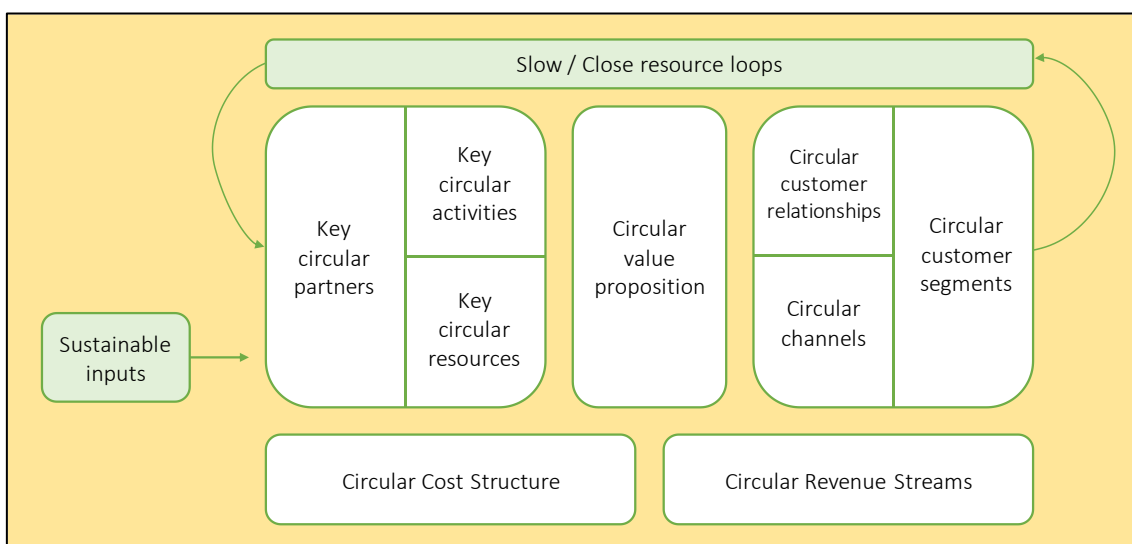 Slow / Close resource loops
Key
circular
partners
Key
circular
activities
Key
circular
resources
Circular
value
proposition
Circular
customer
relationships
Circular
channels
Circular
customer
segments
Sustainable
inputs
Circular Cost Structure
Circular Revenue Streams